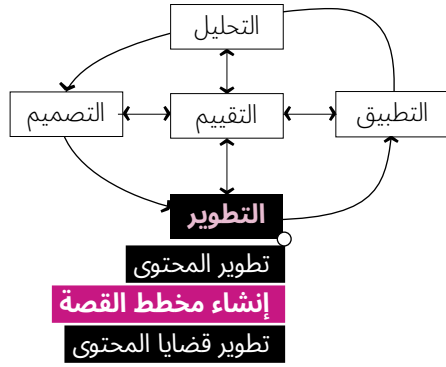 التحليل
التطبيق
التقييم
التصميم
التطوير
تطوير المحتوى
إنشاء مخطط القصة
تطوير قضايا المحتوى